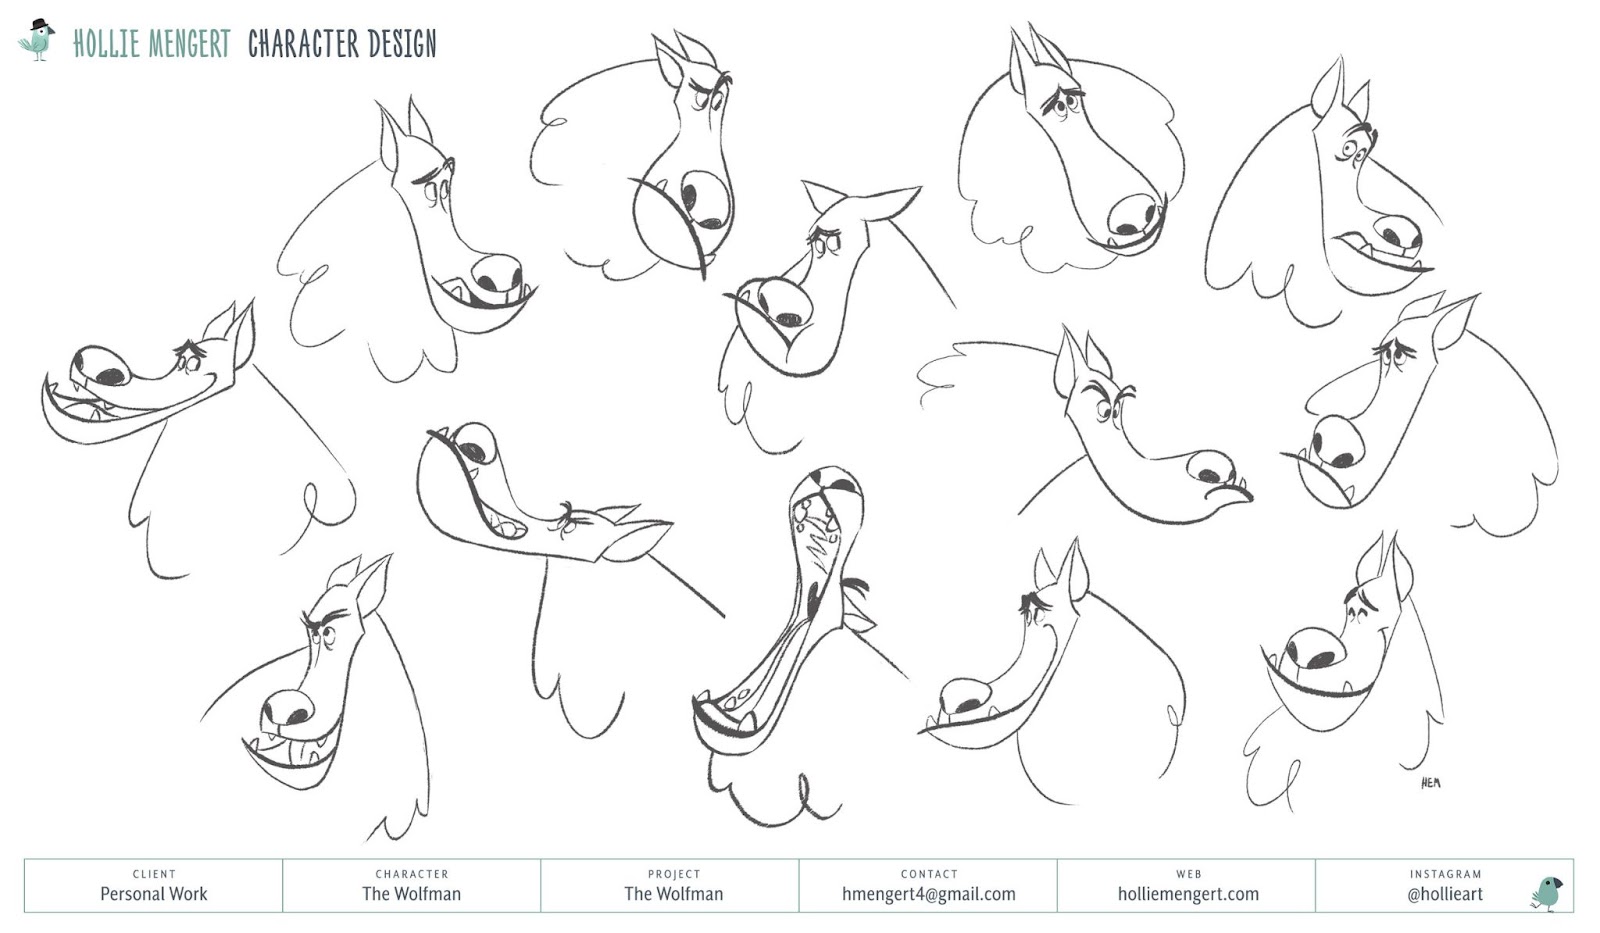 HOLLIE MENGERT CHARACTER DESIGN
HEM
CLIENT
Personal Work
CHARACTER
The Wolfman
PROJECT
The Wolfman
CONTACT
hmengert4@gmail.com
WEB
holliemengert.com
INSTAGRAM
@hollieart